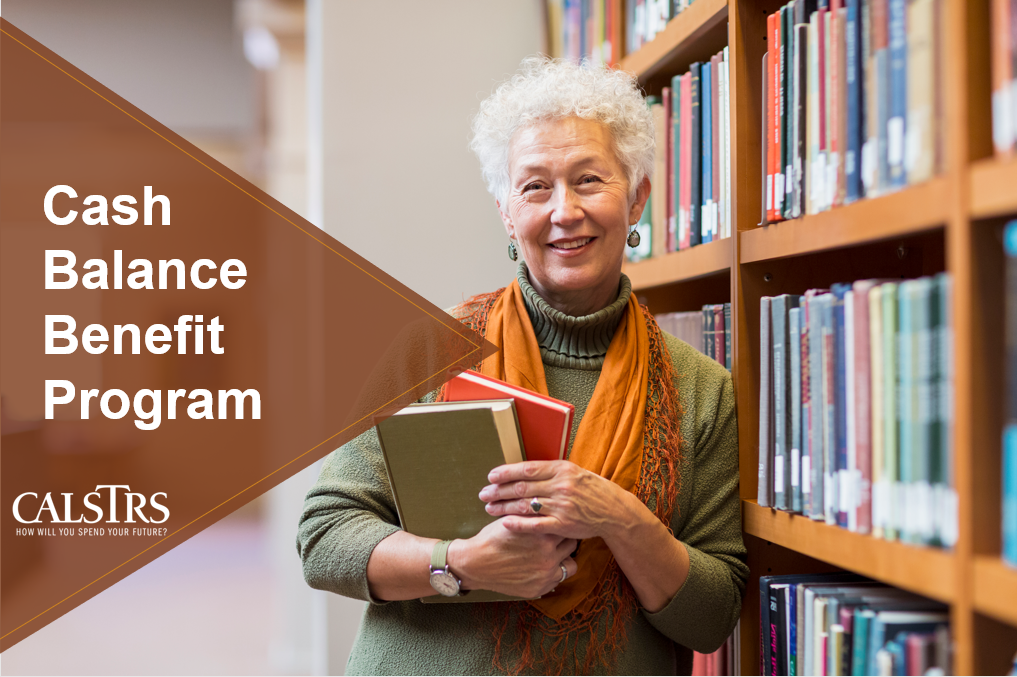 Cash
Balance
Benefit
Program
CALSTRS
HOW WILL YOU SPEND YOUR FUTURE?